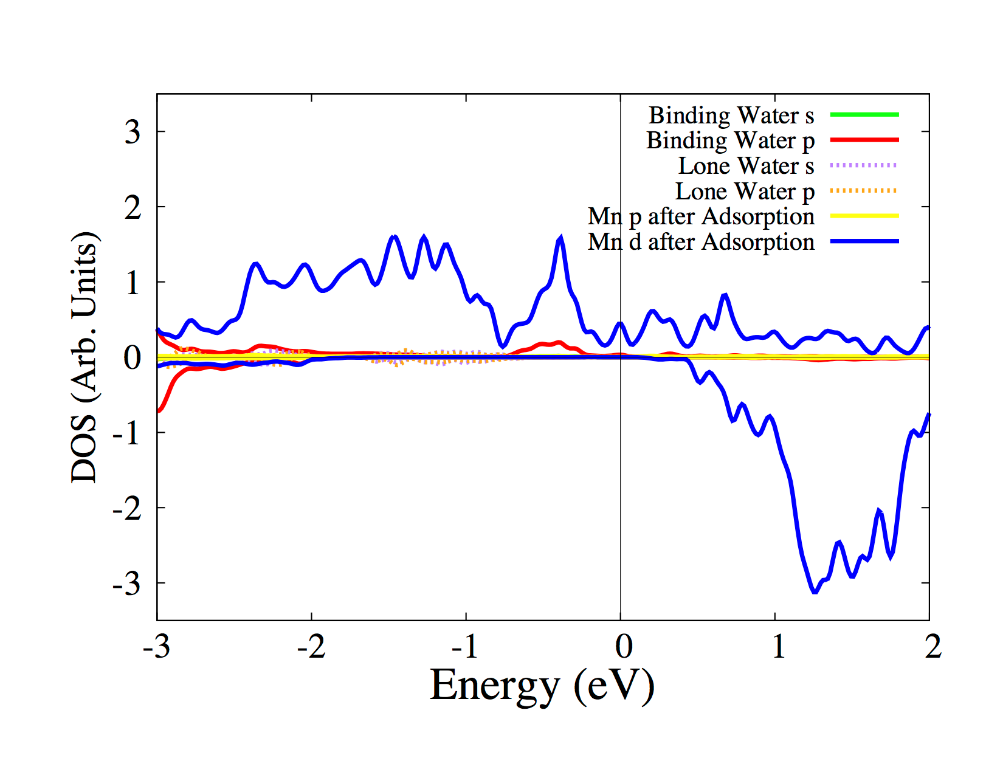 Binding Water s
Binding Water p
Lone Water s
Lone Water p
Mn p after Adsorption
Mn d after Adsorption
3
2
1
0
-1
-2
-3
DOS (Arb. Units)
-3 -2 -1 0 1 2
Energy (eV)